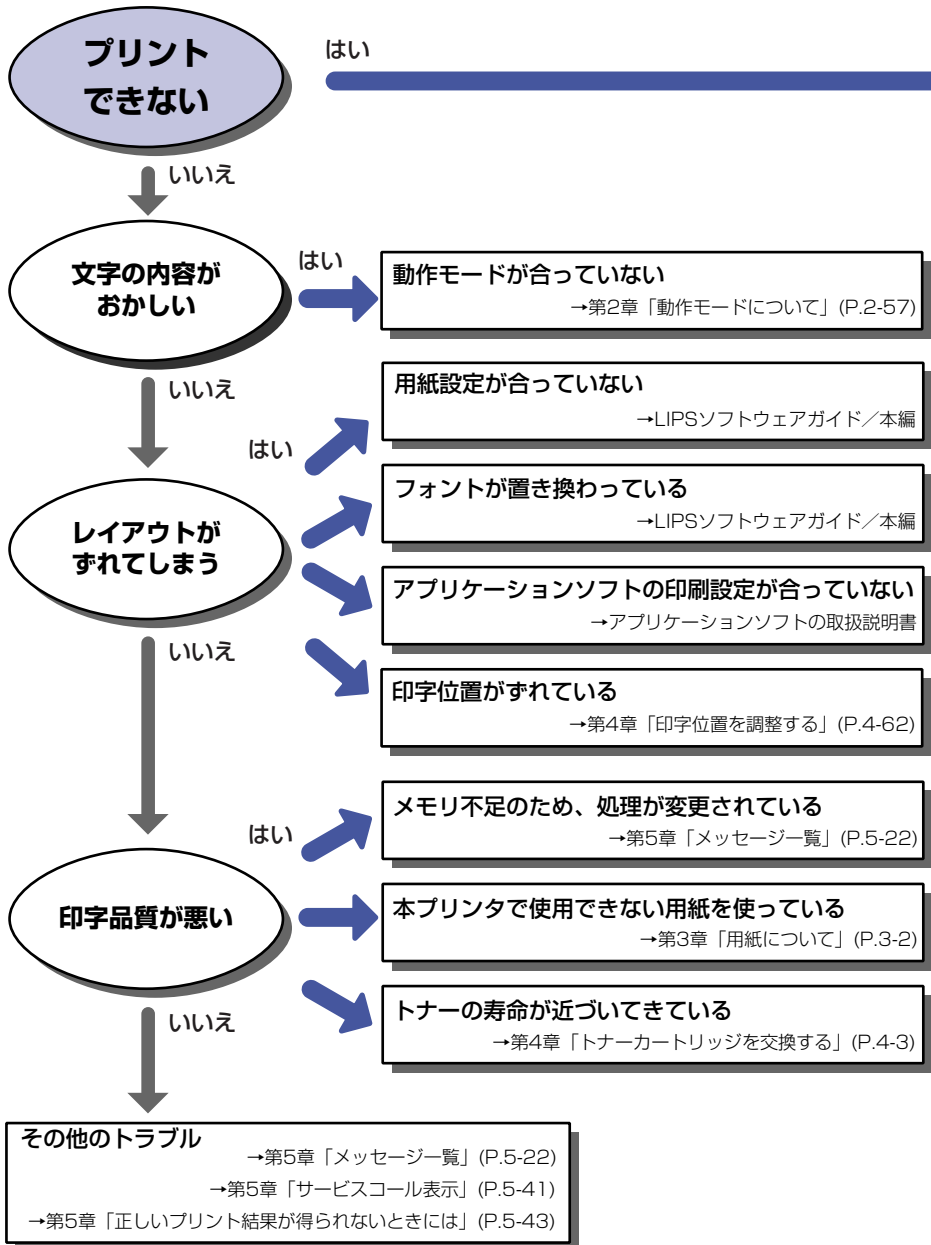 プリント
できない
はい
いいえ
文字の内容が
おかしい
はい
動作モードが合っていない
→第2章「動作モードについて」(P.2-57)
いいえ
レイアウトが
ずれてしまう
はい
用紙設定が合っていない
→LIPSソフトウェアガイド／本編
フォントが置き換わっている
→LIPSソフトウェアガイド／本編
アプリケーションソフトの印刷設定が合っていない
→アプリケーションソフトの取扱説明書
印字位置がずれている
→第4章「印字位置を調整する」(P.4-62)
いいえ
印字品質が悪い
はい
メモリ不足のため、処理が変更されている
→第5章「メッセージ一覧」(P.5-22)
本プリンタで使用できない用紙を使っている
→第3章「用紙について」(P.3-2)
トナーの寿命が近づいてきている
→第4章「トナーカートリッジを交換する」(P.4-3)
いいえ
その他のトラブル
→第5章「メッセージ一覧」(P.5-22)
→第5章「サービスコール表示」(P.5-41)
→第5章「正しいプリント結果が得られないときには」(P.5-43)